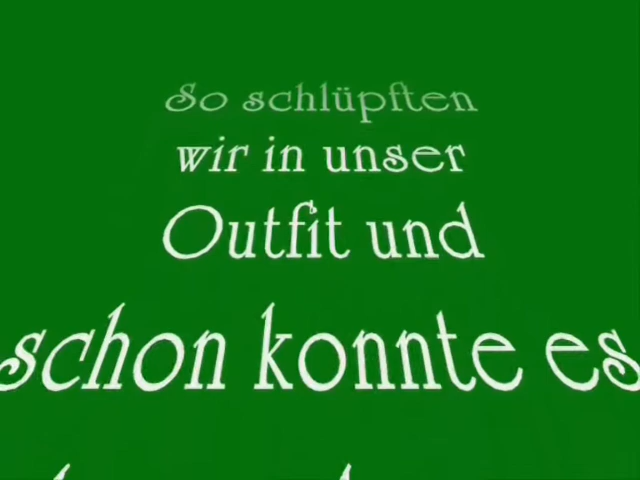 So schlüpften
wir in unser
Outfit und
schon konnte es